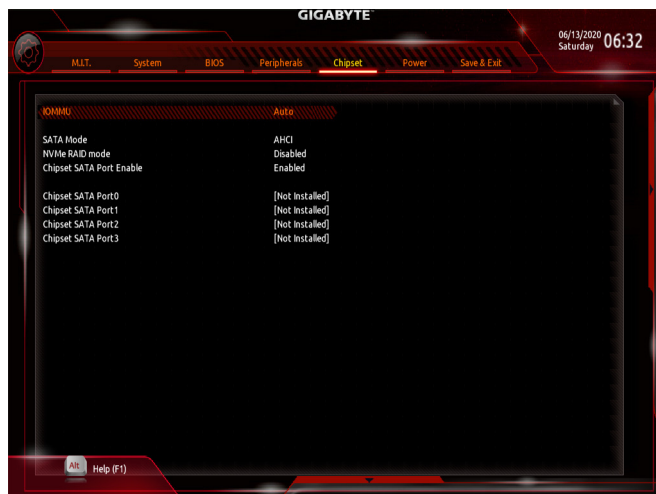 GIGABYTE
06/13/2020 Saturday 06:32
M.I.T. System BIOS Peripherals Chipset Power Save & Exit
IOMMU Auto
SATA Mode AHCI
NVMe RAID mode Disabled
Chipset SATA Port Enable Enabled
Chipset SATA Port0 [Not Installed]
Chipset SATA Port1 [Not Installed]
Chipset SATA Port2 [Not Installed]
Chipset SATA Port3 [Not Installed]
Alt Help (F1)